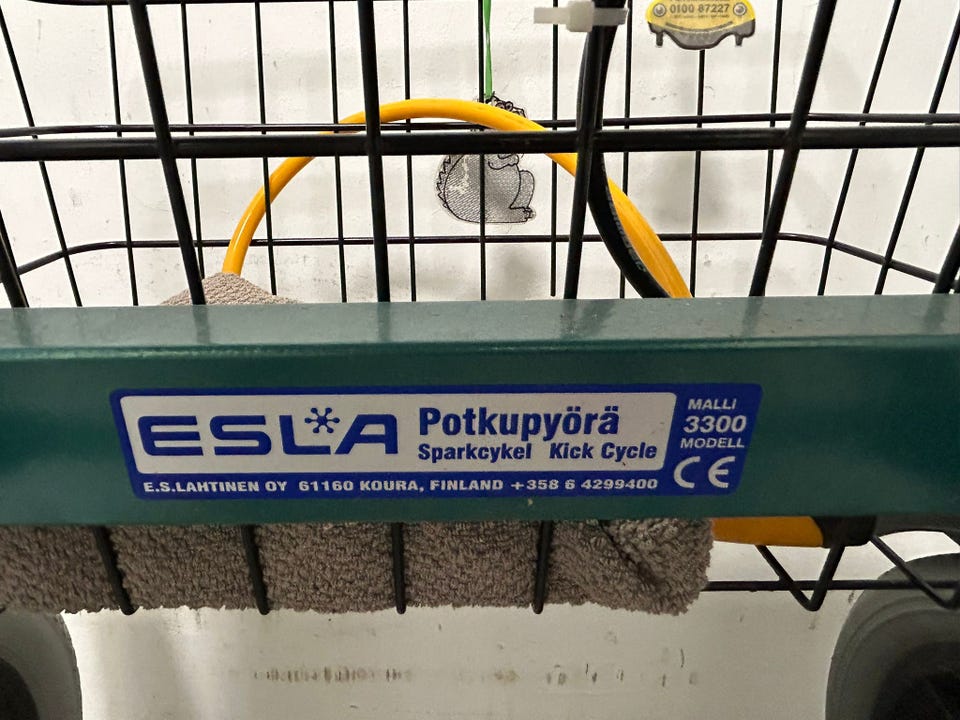 0100 87227
ESLA
Potkupyörä
Sparkcykel Kick Cycle
MALLI
3300
MODELL
CE
E.S.LAHTINEN OY 61160 KOURA, FINLAND +358 6 4299400